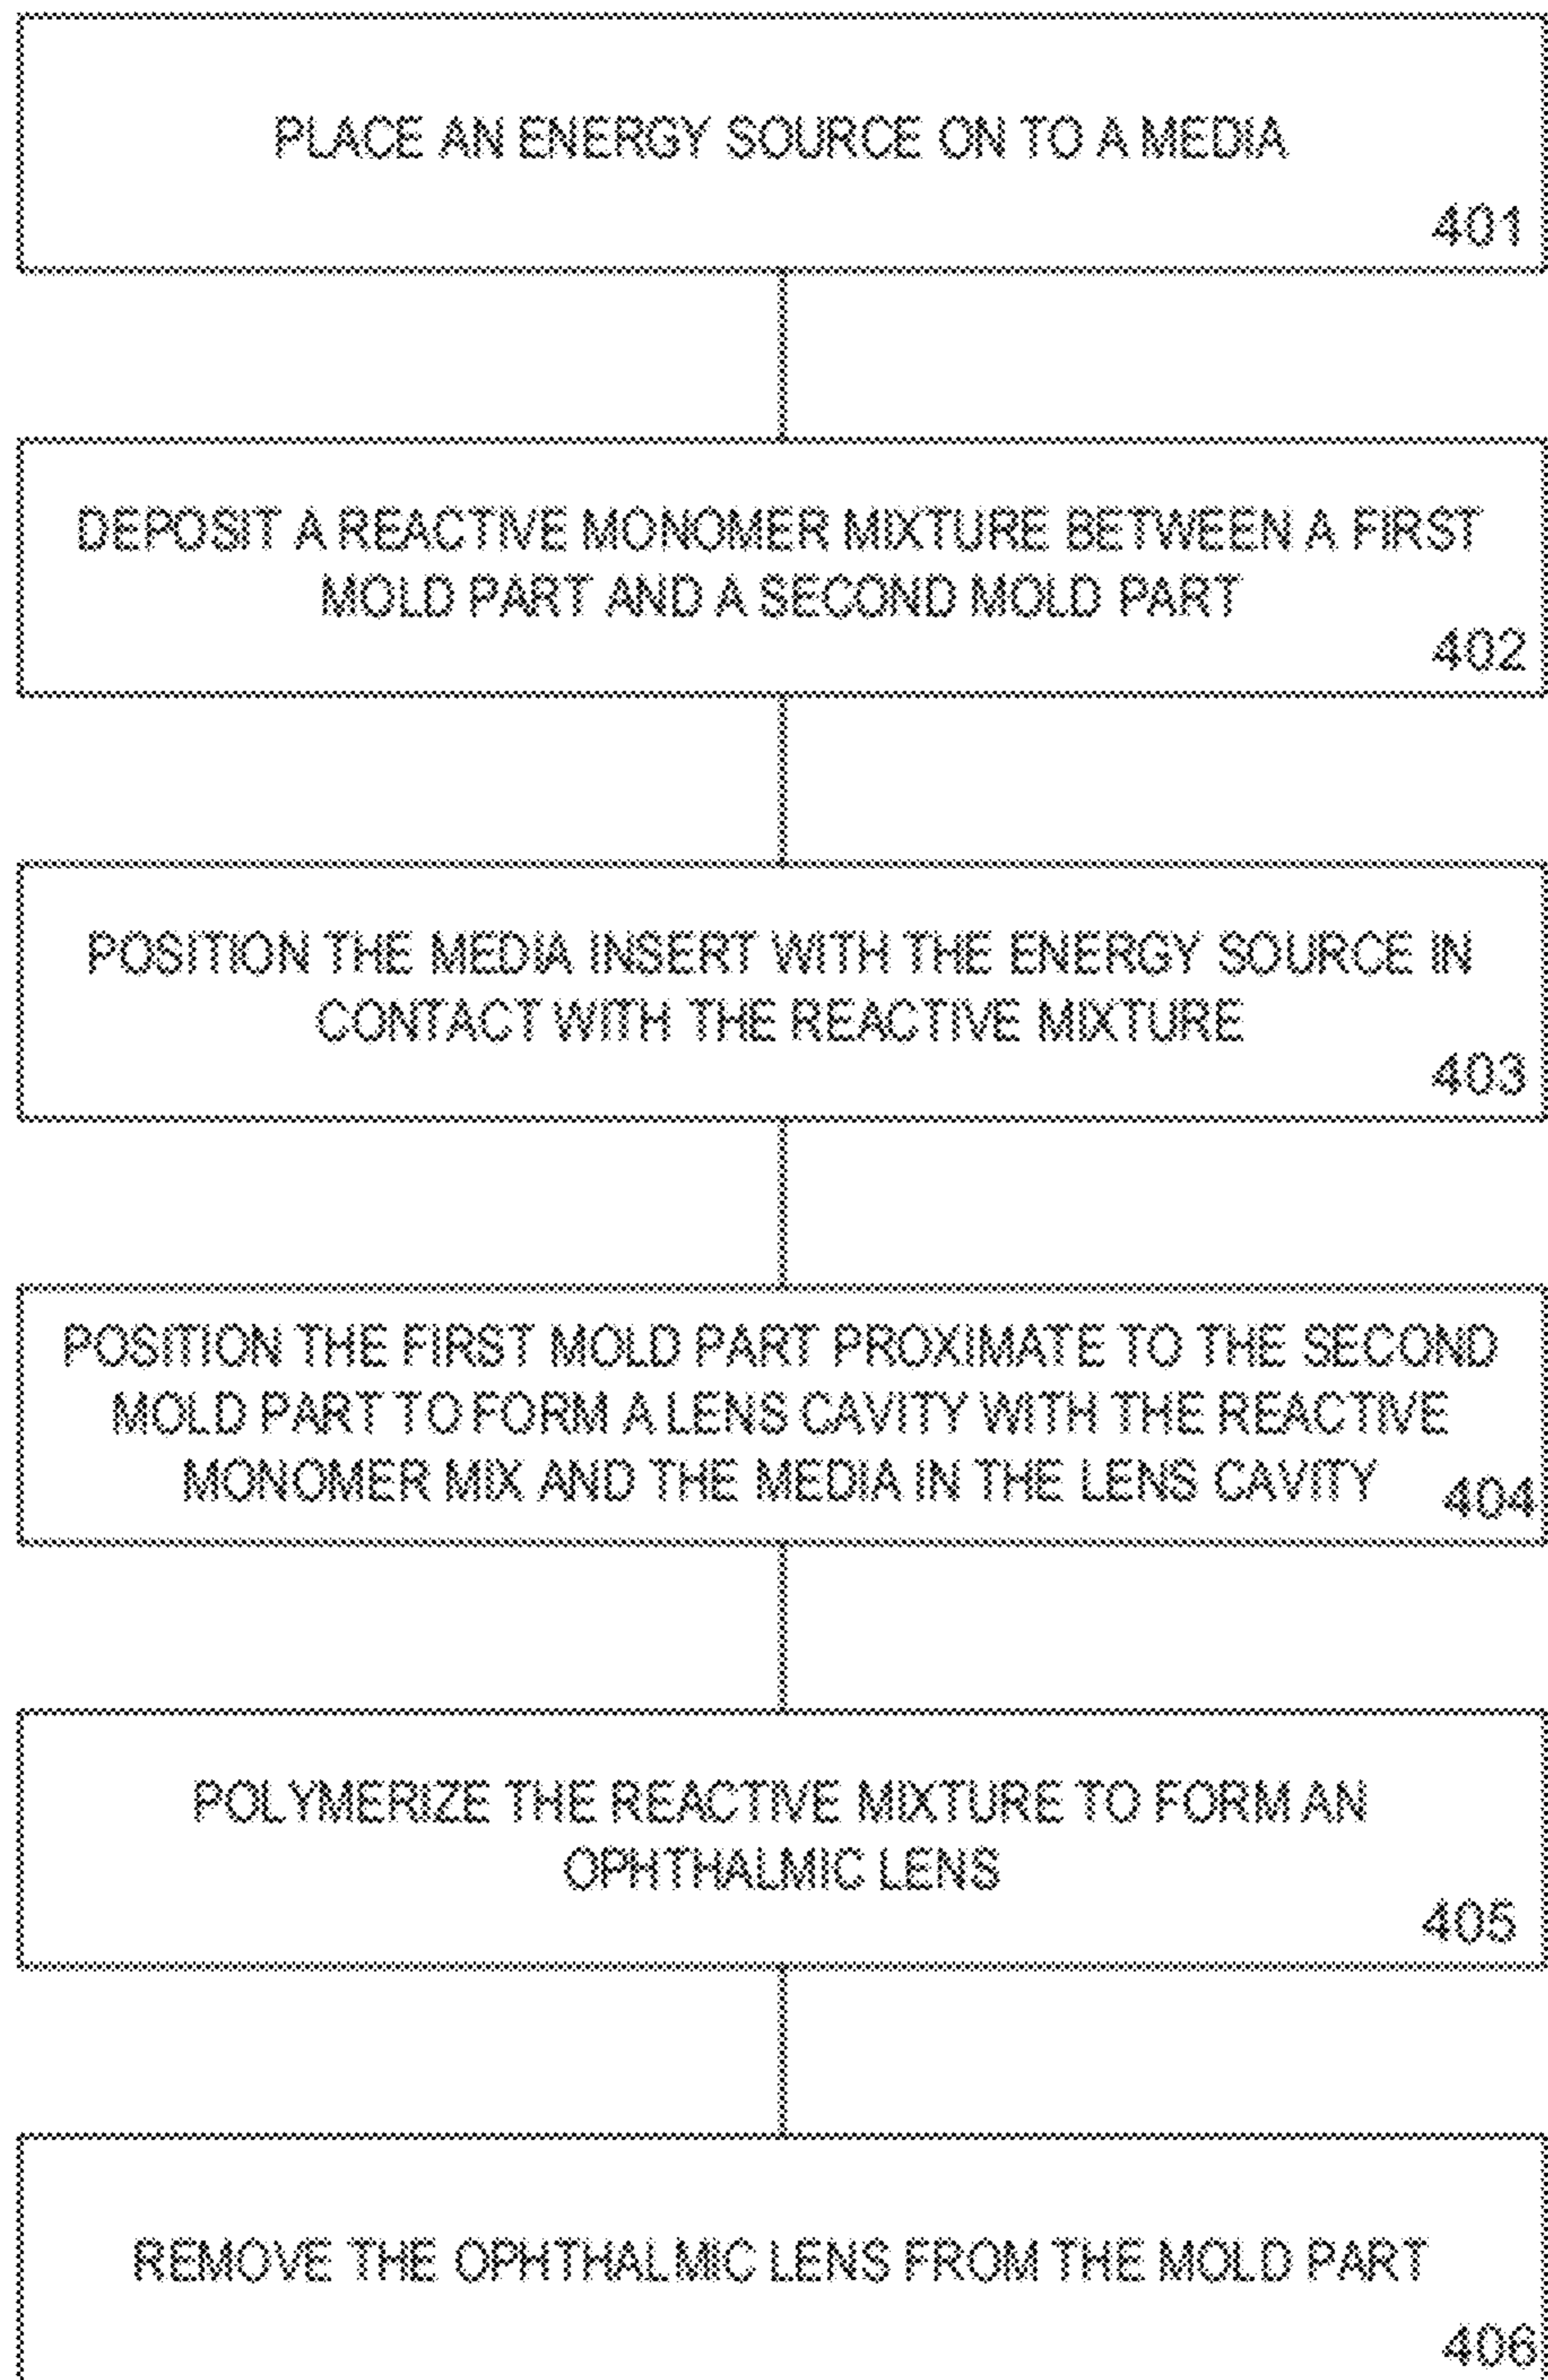 PLACE AN ENERGY SOURCE ON TO A MEDIA
401
DEPOSIT A REACTIVE MONOMER MIXTURE BETWEEN A FIRST
MOLD PART AND A SECOND MOLD PART
402
POSITION THE MEDIA INSERT WITH THE ENERGY SOURCE IN
CONTACT WITH THE REACTIVE MIXTURE
403
POSITION THE FIRST MOLD PART PROXIMATE TO THE SECOND
MOLD PART TO FORM A LENS CAVITY WITH THE REACTIVE
MONOMER MIX AND THE MEDIA IN THE LENS CAVITY
404
POLYMERIZE THE REACTIVE MIXTURE TO FORM AN
OPHTHALMIC LENS
405
REMOVE THE OPHTHALMIC LENS FROM THE MOLD PART
406